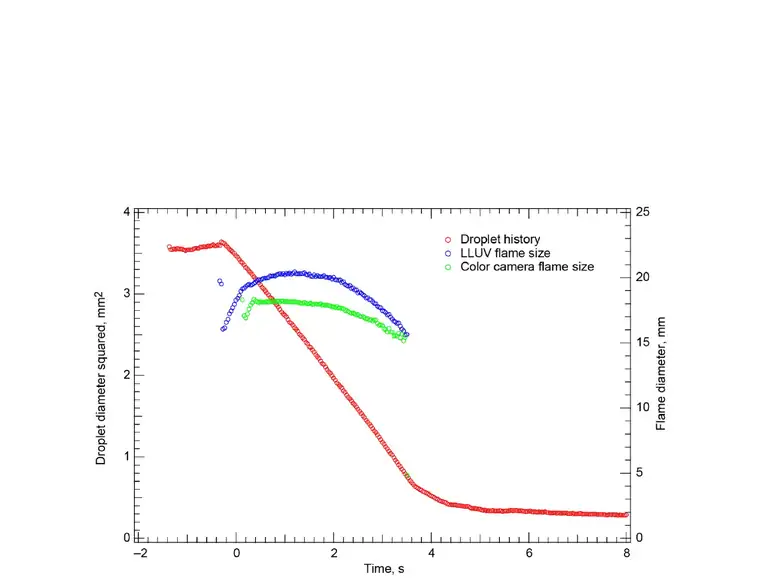 4
3
2
1
0
Droplet diameter squared, mm2
25
20
15
10
5
0
Flame diameter, mm
Droplet history
LLUV flame size
Color camera flame size
−2 0 2 4 6 8
Time, s